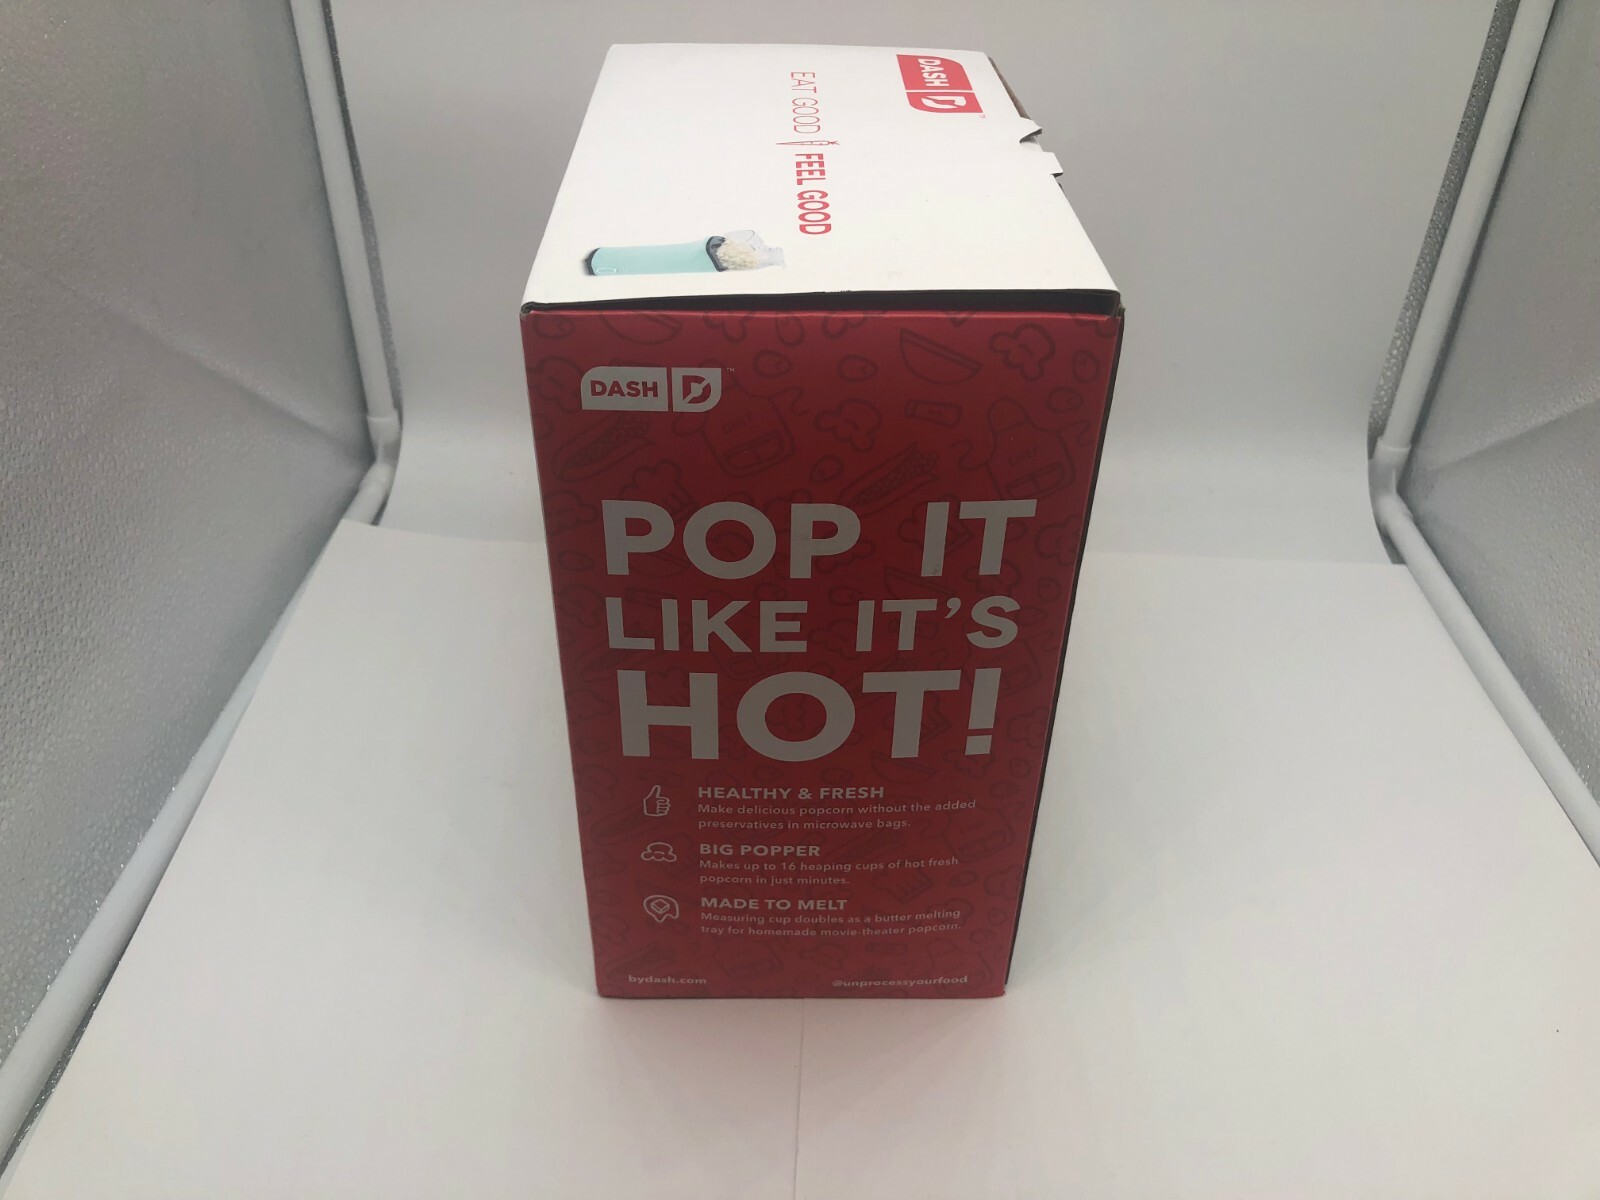 DASH D™
EAT GOOD FEEL GOOD
DASH D™
POP IT
LIKE IT'S
HOT!
HEALTHY & FRESH
Make delicious popcorn without the added
preservatives in microwave bags.
BIG POPPER
Makes up to 16 heaping cups of hot fresh
popcorn in just minutes.
MADE TO MELT
Measuring cup doubles as a butter melting
tray for homemade movie-theater popcorn.
bydash.com
@unprocessyourfood